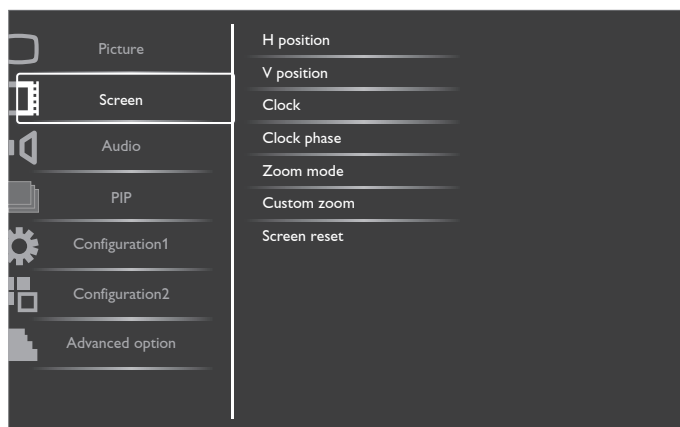 Picture
Screen
Audio
PIP
Configuration1
Configuration2
Advanced option
H position
V position
Clock
Clock phase
Zoom mode
Custom zoom
Screen reset